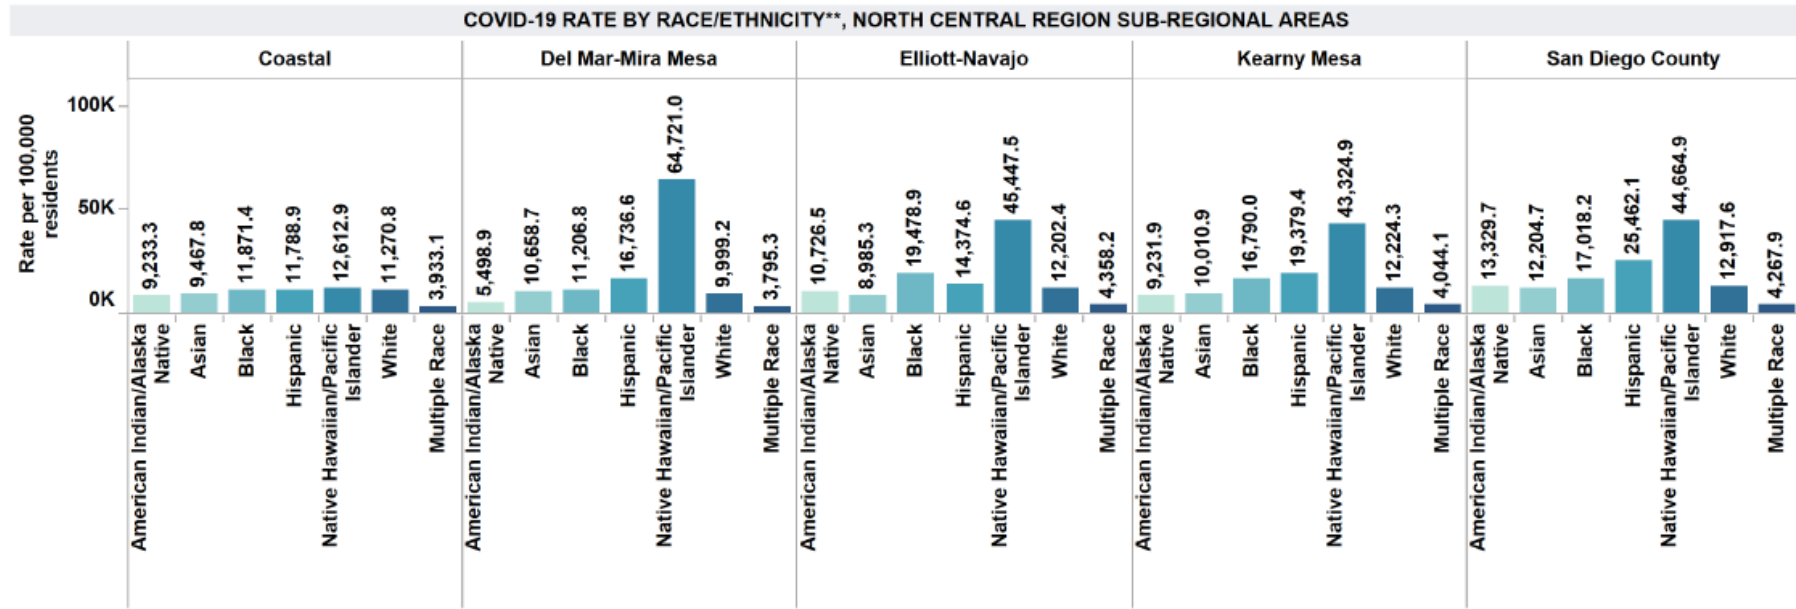 COVID-19 RATE BY RACE/ETHNICITY**, NORTH CENTRAL REGION SUB-REGIONAL AREAS
Coastal
Del Mar-Mira Mesa
Elliott-Navajo
Kearny Mesa
San Diego County
Rate per 100,000
residents
100K
50K
0K
9,233.3
9,467.8
11,871.4
11,788.9
12,612.9
11,270.8
3,933.1
5,498.9
10,658.7
11,206.8
16,736.6
64,721.0
9,999.2
3,795.3
10,726.5
8,985.3
19,478.9
14,374.6
45,447.5
12,202.4
4,358.2
9,231.9
10,010.9
16,790.0
19,379.4
43,324.9
12,224.3
4,044.1
13,329.7
12,204.7
17,018.2
25,462.1
44,664.9
12,917.6
4,267.9
American Indian/Alaska
Native
Asian
Black
Hispanic
Native Hawaiian/Pacific
Islander
White
Multiple Race
American Indian/Alaska
Native
Asian
Black
Hispanic
Native Hawaiian/Pacific
Islander
White
Multiple Race
American Indian/Alaska
Native
Asian
Black
Hispanic
Native Hawaiian/Pacific
Islander
White
Multiple Race
American Indian/Alaska
Native
Asian
Black
Hispanic
Native Hawaiian/Pacific
Islander
White
Multiple Race
American Indian/Alaska
Native
Asian
Black
Hispanic
Native Hawaiian/Pacific
Islander
White
Multiple Race